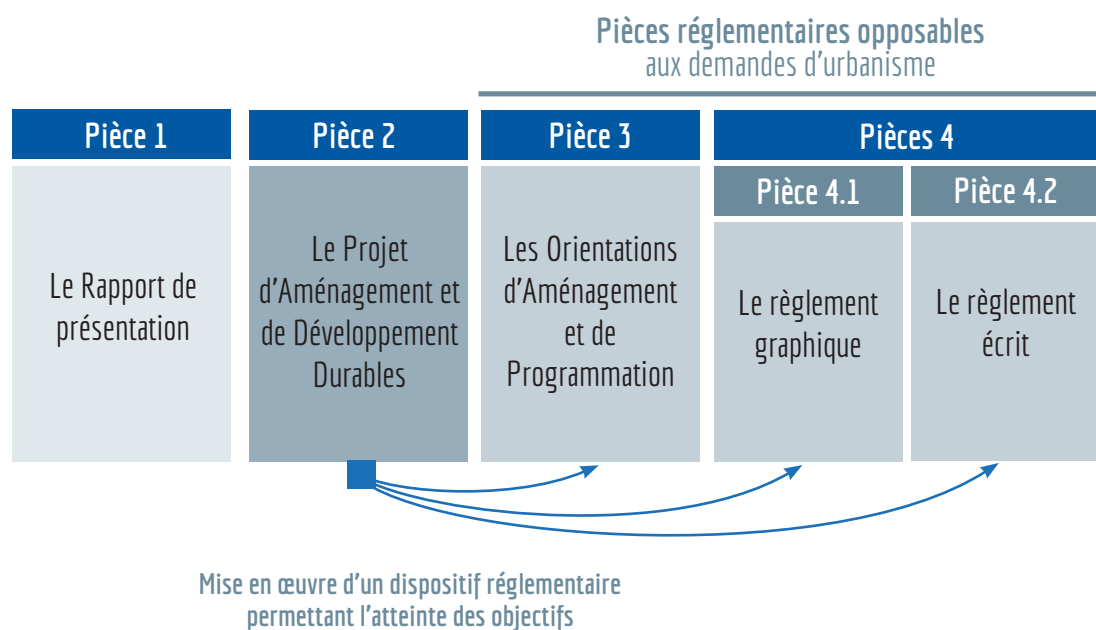 Pièces réglementaires opposables
aux demandes d'urbanisme
Pièce 1
Le Rapport de
présentation
Pièce 2
Le Projet
d'Aménagement et
de Développement
Durables
Pièce 3
Les Orientations
d'Aménagement
et de
Programmation
Pièces 4
Pièce 4.1
Le règlement
graphique
Pièce 4.2
Le règlement
écrit
Mise en œuvre d'un dispositif réglementaire
permettant l'atteinte des objectifs